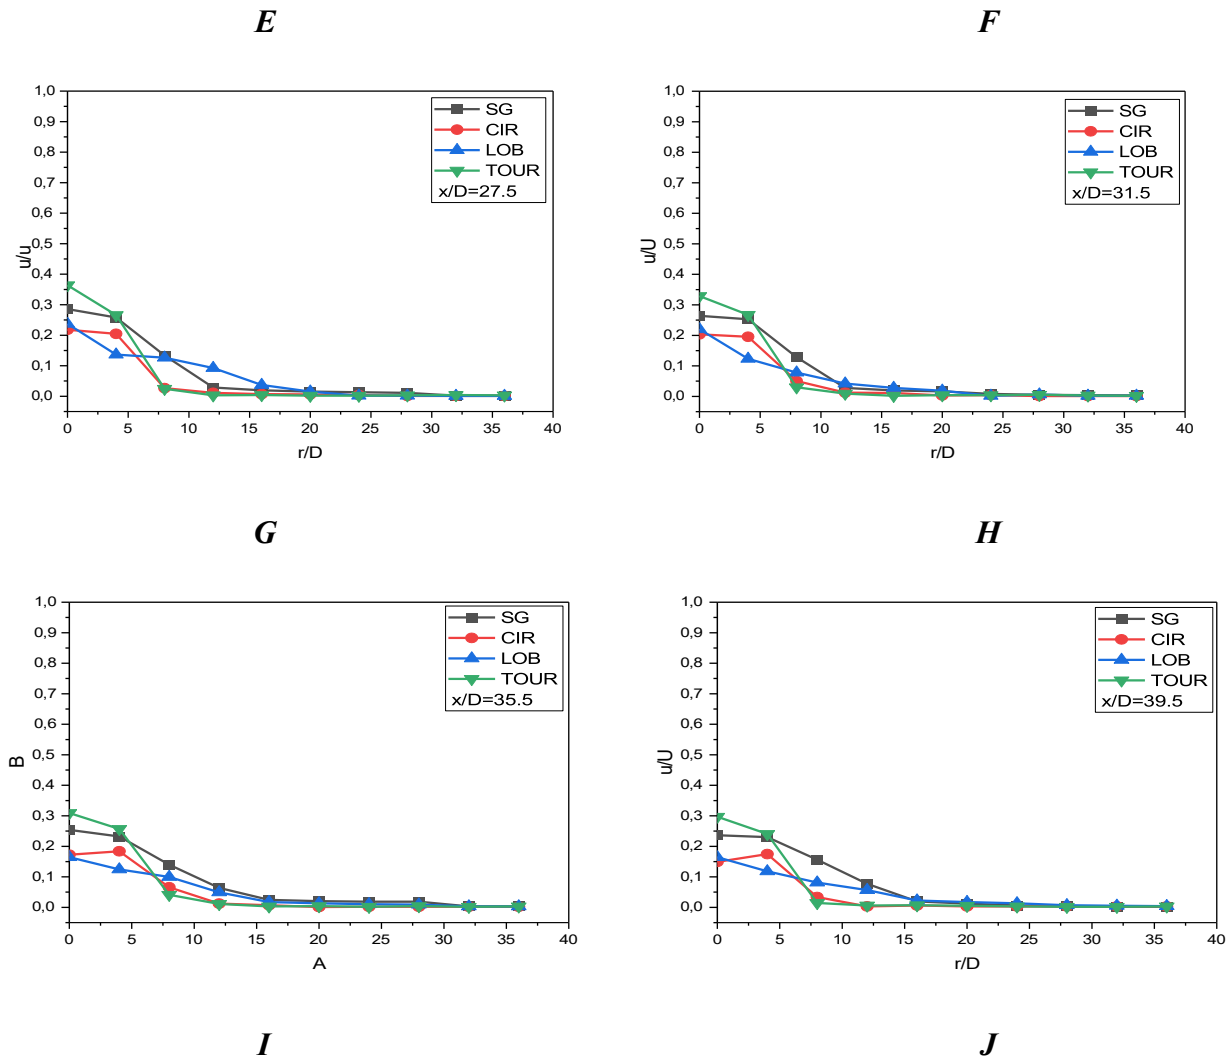 E F
1,0
0,9
0,8
0,7
0,6
0,5
0,4
0,3
0,2
0,1
0,0
u/u
SG
CIR
LOB
TOUR
x/D=27.5
0 5 10 15 20 25 30 35 40
r/D
1,0
0,9
0,8
0,7
0,6
0,5
0,4
0,3
0,2
0,1
0,0
u/U
SG
CIR
LOB
TOUR
x/D=31.5
0 5 10 15 20 25 30 35 40
r/D
G H
1,0
0,9
0,8
0,7
0,6
0,5
0,4
0,3
0,2
0,1
0,0
B
SG
CIR
LOB
TOUR
x/D=35.5
0 5 10 15 20 25 30 35 40
A
1,0
0,9
0,8
0,7
0,6
0,5
0,4
0,3
0,2
0,1
0,0
u/U
SG
CIR
LOB
TOUR
x/D=39.5
0 5 10 15 20 25 30 35 40
r/D
I J